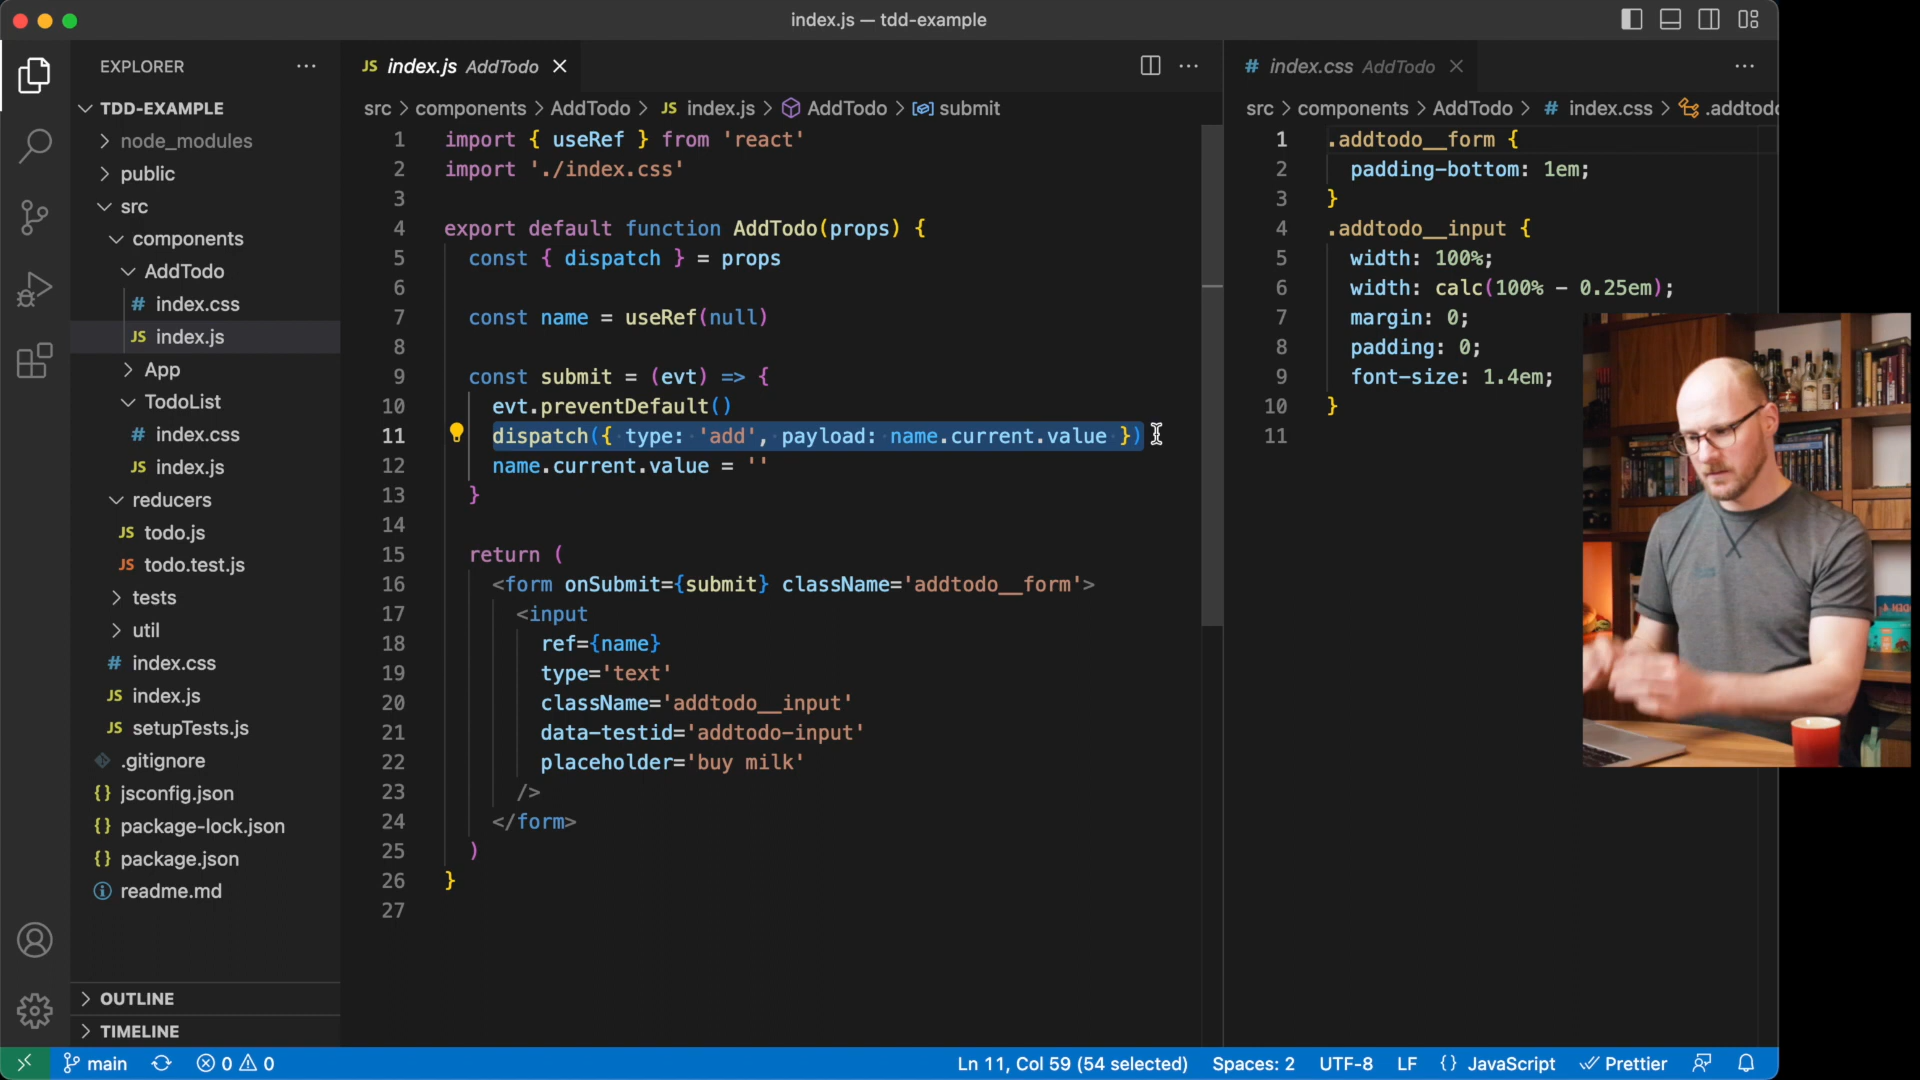 index.js — tdd-example
EXPLORER
TDD-EXAMPLE
node_modules
public
src
components
AddTodo
# index.css
JS index.js
App
TodoList
# index.css
JS index.js
reducers
JS todo.js
JS todo.test.js
tests
util
# index.css
JS index.js
JS setupTests.js
.gitignore
{} jsconfig.json
{} package-lock.json
{} package.json
readme.md
OUTLINE
TIMELINE
JS index.js AddTodo
src > components > AddTodo > JS index.js > AddTodo > submit
1 import { useRef } from 'react'
2 import './index.css'
3
4 export default function AddTodo(props) {
5 const { dispatch } = props
6
7 const name = useRef(null)
8
9 const submit = (evt) => {
10 evt.preventDefault()
11 dispatch({ type: 'add', payload: name.current.value })
12 name.current.value = ''
13 }
14
15 return (
16 <form onSubmit={submit} className='addtodo__form'>
17 <input
18 ref={name}
19 type='text'
20 className='addtodo__input'
21 data-testid='addtodo-input'
22 placeholder='buy milk'
23 />
24 </form>
25 )
26 }
27
# index.css AddTodo
src > components > AddTodo > # index.css > .addtodo
1 .addtodo__form {
2 padding-bottom: 1em;
3 }
4 .addtodo__input {
5 width: 100%;
6 width: calc(100% - 0.25em);
7 margin: 0;
8 padding: 0;
9 font-size: 1.4em;
10 }
11
main 0 0 Ln 11, Col 59 (54 selected) Spaces: 2 UTF-8 LF {} JavaScript Prettier